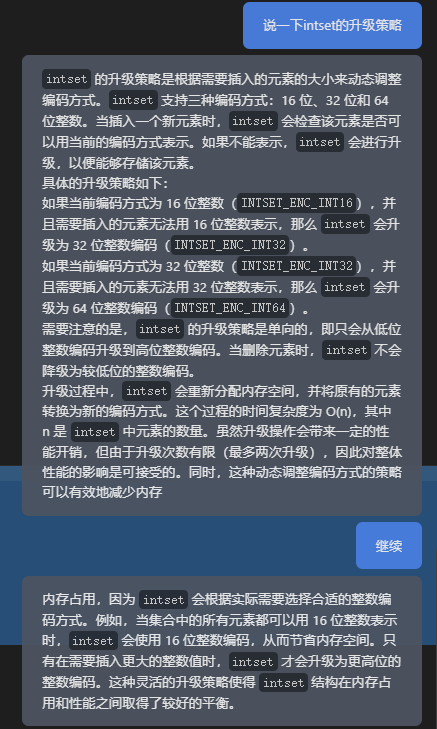 说一下intset的升级策略
intset 的升级策略是根据需要插入的元素的大小来动态调整
编码方式。intset 支持三种编码方式：16 位、32 位和 64
位整数。当插入一个新元素时，intset 会检查该元素是否可
以用当前的编码方式表示。如果不能表示，intset 会进行升
级，以便能够存储该元素。
具体的升级策略如下：
如果当前编码方式为 16 位整数（INTSET_ENC_INT16），并
且需要插入的元素无法用 16 位整数表示，那么 intset 会升
级为 32 位整数编码（INTSET_ENC_INT32）。
如果当前编码方式为 32 位整数（INTSET_ENC_INT32），并
且需要插入的元素无法用 32 位整数表示，那么 intset 会升
级为 64 位整数编码（INTSET_ENC_INT64）。
需要注意的是，intset 的升级策略是单向的，即只会从低位
整数编码升级到高位整数编码。当删除元素时，intset 不会
降级为较低位的整数编码。
升级过程中，intset 会重新分配内存空间，并将原有的元素
转换为新的编码方式。这个过程的时间复杂度为 O(n)，其中
n 是 intset 中元素的数量。虽然升级操作会带来一定的性
能开销，但由于升级次数有限（最多两次升级），因此对整体
性能的影响是可接受的。同时，这种动态调整编码方式的策略
可以有效地减少内存
继续
内存占用，因为 intset 会根据实际需要选择合适的整数编
码方式。例如，当集合中的所有元素都可以用 16 位整数表示
时，intset 会使用 16 位整数编码，从而节省内存空间。只
有在需要插入更大的整数值时，intset 才会升级为更高位的
整数编码。这种灵活的升级策略使得 intset 结构在内存占
用和性能之间取得了较好的平衡。